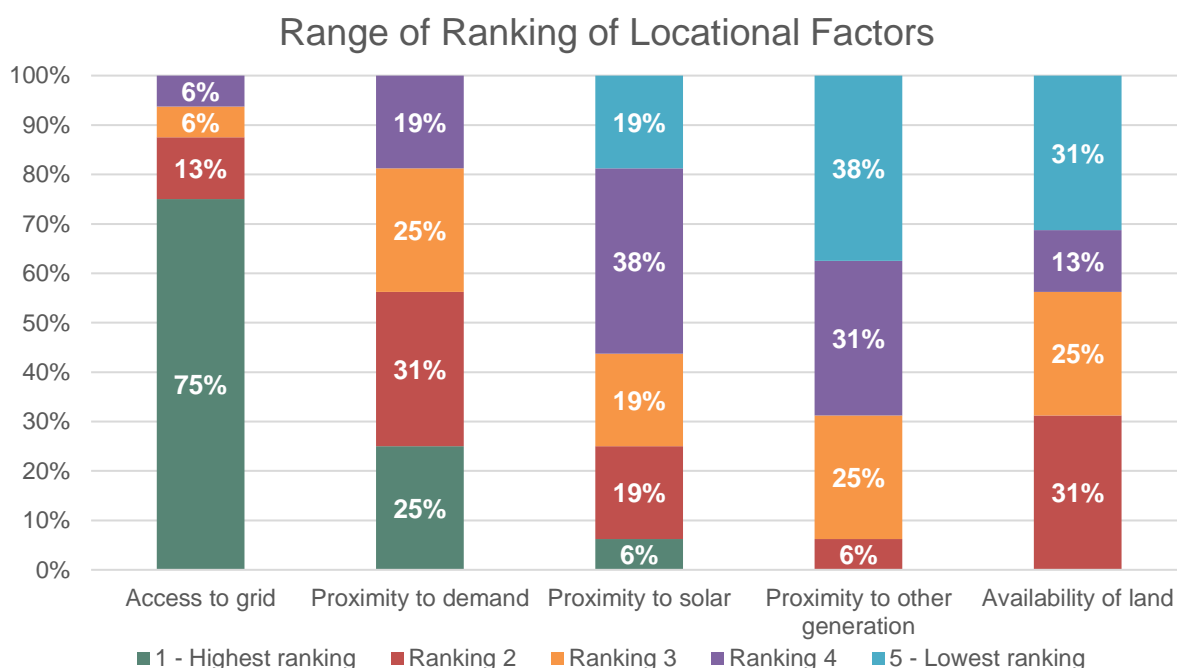 Range of Ranking of Locational Factors
100%
90%
80%
70%
60%
50%
40%
30%
20%
10%
0%
6%
6%
13%
75%
19%
25%
31%
25%
19%
38%
19%
19%
6%
38%
31%
25%
6%
31%
13%
25%
31%
Access to grid
Proximity to demand
Proximity to solar
Proximity to other
generation
Availability of land
1 - Highest ranking
Ranking 2
Ranking 3
Ranking 4
5 - Lowest ranking